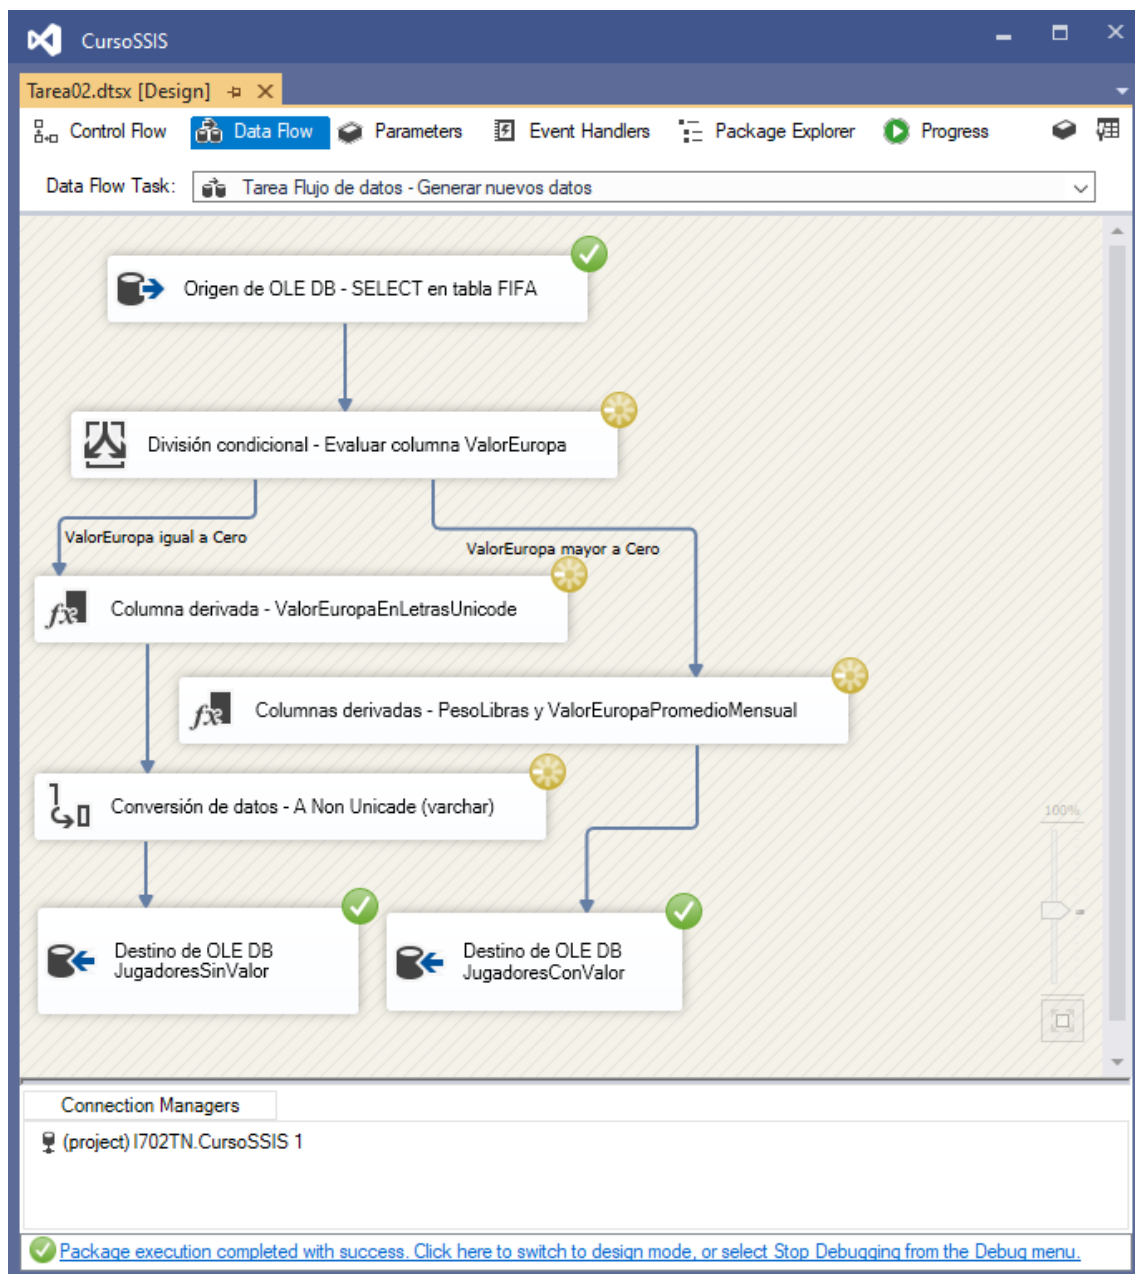 CursoSSIS
Tarea02.dtsx [Design]
Control Flow
Data Flow
Parameters
Event Handlers
Package Explorer
Progress
Data Flow Task:
Tarea Flujo de datos - Generar nuevos datos
Origen de OLE DB - SELECT en tabla FIFA
División condicional - Evaluar columna ValorEuropa
ValorEuropa igual a Cero
ValorEuropa mayor a Cero
fx
Columna derivada - ValorEuropaEnLetrasUnicode
fx
Columnas derivadas - PesoLibras y ValorEuropaPromedioMensual
Conversión de datos - A Non Unicade (varchar)
100%
Destino de OLE DB
JugadoresSinValor
Destino de OLE DB
JugadoresConValor
Connection Managers
(project) I702TN.CursoSSIS 1
Package execution completed with success. Click here to switch to design mode, or select Stop Debugging from the Debug menu.